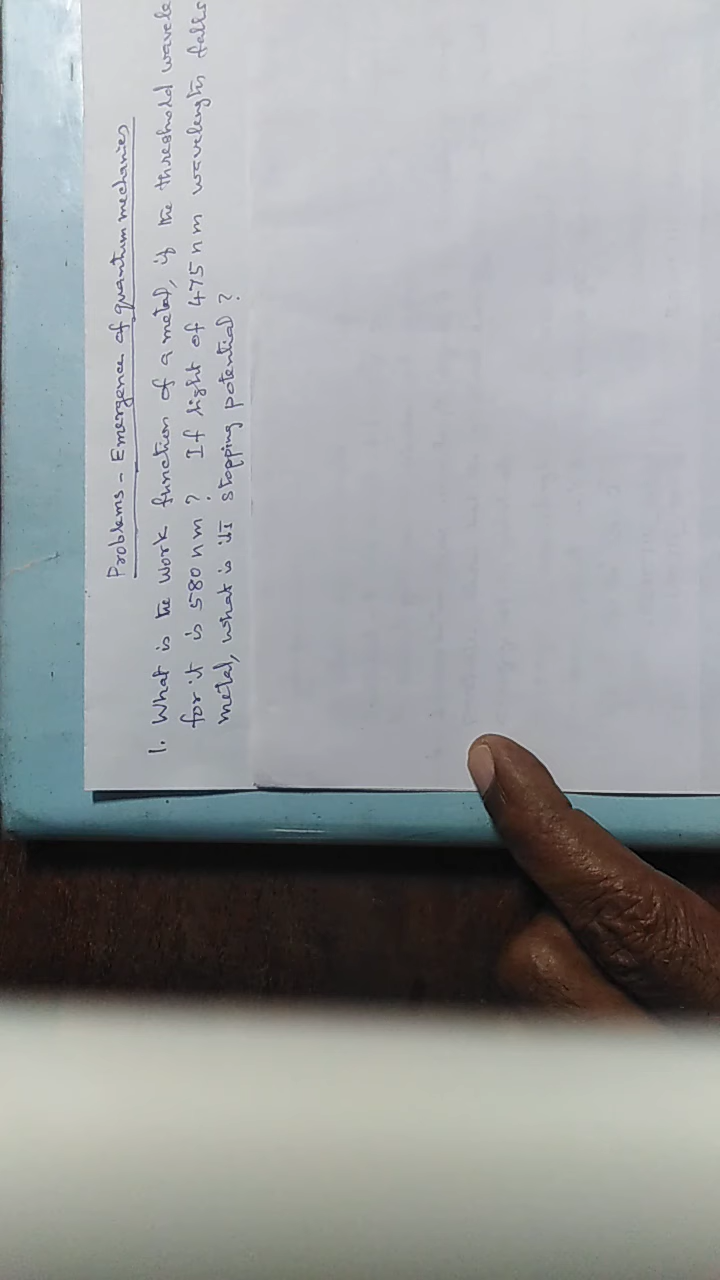 Problems - Emergence of quantum mechanics
1. What is the work function of a metal, if the threshold wavele
for it is 580 nm? If light of 475 nm wavelength falls
metal, what is its stopping potential?